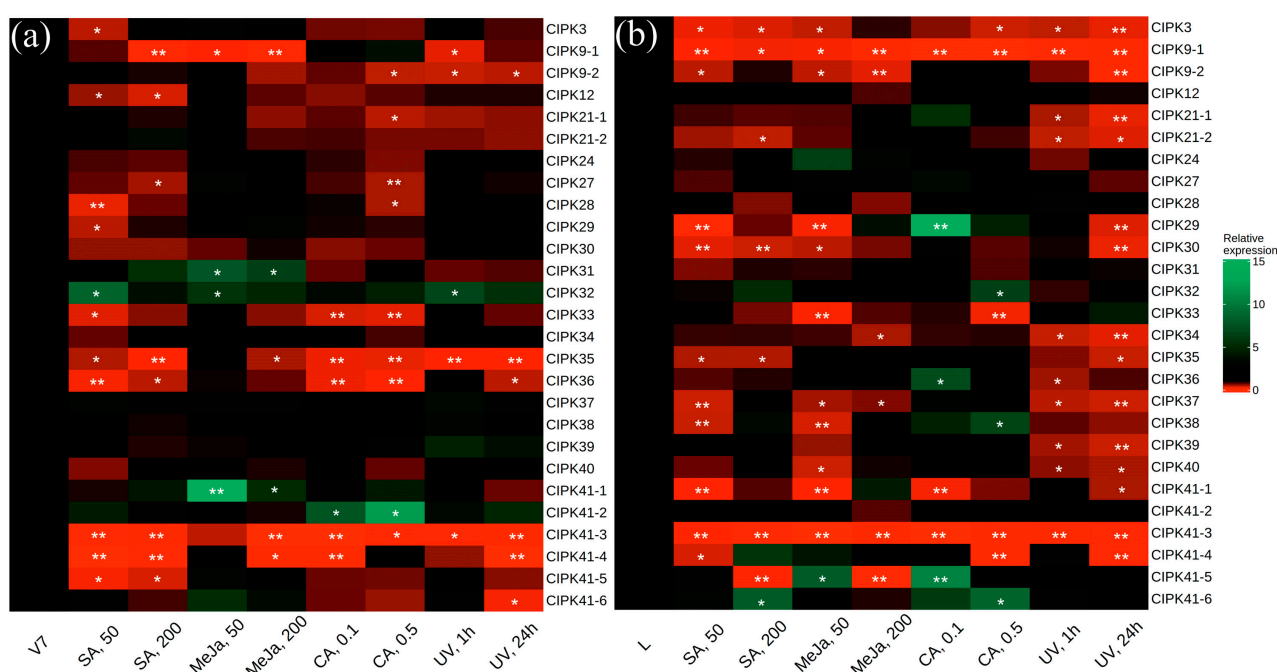 (a)
CIPK3
*
CIPK9-1
** * ** *
CIPK9-2
* * *
CIPK12
* *
CIPK21-1
*
CIPK21-2
CIPK24
CIPK27
* **
CIPK28
** *
CIPK29
*
CIPK30
CIPK31
* *
CIPK32
* * *
CIPK33
* ** **
CIPK34
CIPK35
* ** * ** * ** **
CIPK36
** * ** ** *
CIPK37
CIPK38
CIPK39
CIPK40
CIPK41-1
** *
CIPK41-2
* *
CIPK41-3
** ** ** ** * * **
CIPK41-4
** ** * ** **
CIPK41-5
* *
CIPK41-6
*
V7
SA, 50
SA, 200
MeJa, 50
MeJa, 200
CA, 0.1
CA, 0.5
UV, 1h
UV, 24h
(b)
CIPK3
* * * * * **
CIPK9-1
** * * ** ** ** ** **
CIPK9-2
* * ** **
CIPK12
CIPK21-1
* **
CIPK21-2
* * *
CIPK24
CIPK27
CIPK28
CIPK29
** ** ** **
CIPK30
** ** * **
CIPK31
CIPK32
*
CIPK33
** **
CIPK34
* * **
CIPK35
* * *
CIPK36
* *
CIPK37
** * * * **
CIPK38
** ** *
CIPK39
* **
CIPK40
* * *
CIPK41-1
** ** ** *
CIPK41-2
CIPK41-3
** ** ** ** ** ** ** **
CIPK41-4
* ** **
CIPK41-5
** * ** **
CIPK41-6
* *
L
SA, 50
SA, 200
MeJa, 50
MeJa, 200
CA, 0.1
CA, 0.5
UV, 1h
UV, 24h
Relative
expression
15
10
5
0